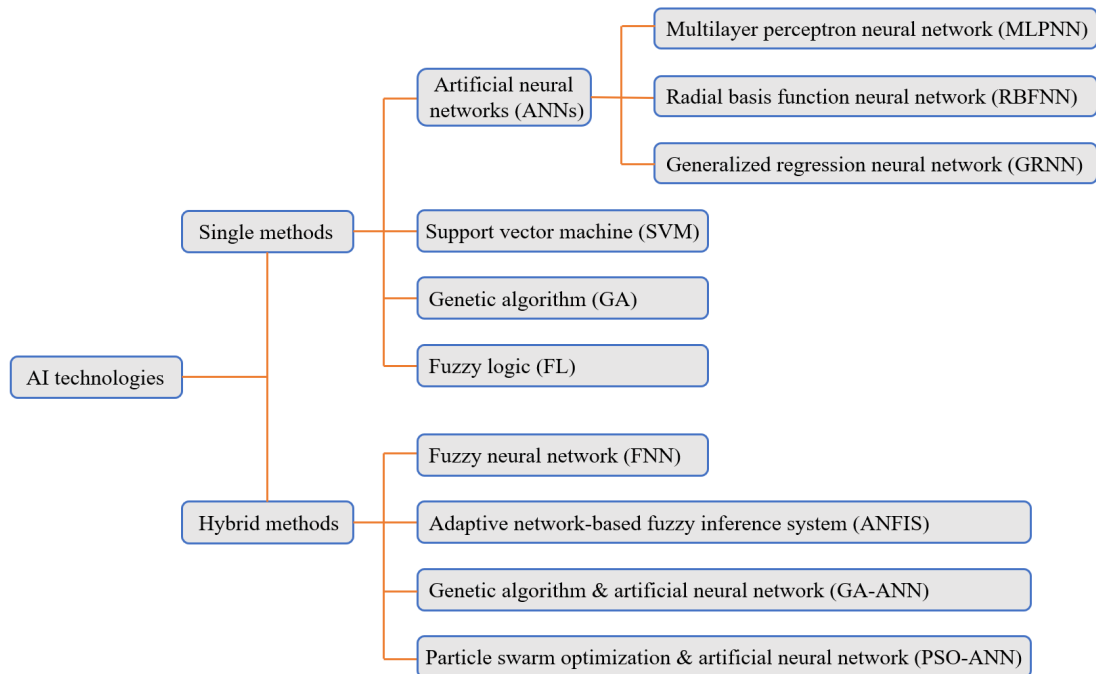 Multilayer perceptron neural network (MLPNN)
Artificial neural
networks (ANNs)
Radial basis function neural network (RBFNN)
Generalized regression neural network (GRNN)
Single methods
Support vector machine (SVM)
Genetic algorithm (GA)
Fuzzy logic (FL)
AI technologies
Fuzzy neural network (FNN)
Hybrid methods
Adaptive network-based fuzzy inference system (ANFIS)
Genetic algorithm & artificial neural network (GA-ANN)
Particle swarm optimization & artificial neural network (PSO-ANN)